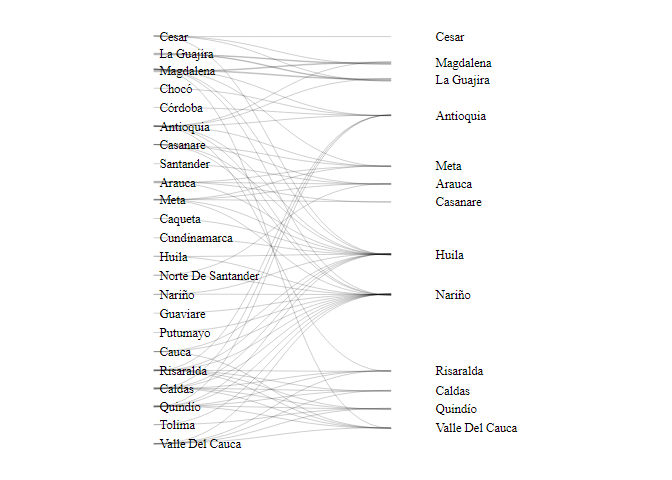 Cesar
La Guajira
Magdalena
Chocó
Córdoba
Antioquia
Casanare
Santander
Arauca
Meta
Caqueta
Cundinamarca
Huila
Norte De Santander
Nariño
Guaviare
Putumayo
Cauca
Risaralda
Caldas
Quindío
Tolima
Valle Del Cauca
Cesar
Magdalena
La Guajira
Antioquia
Meta
Arauca
Casanare
Huila
Nariño
Risaralda
Caldas
Quindío
Valle Del Cauca